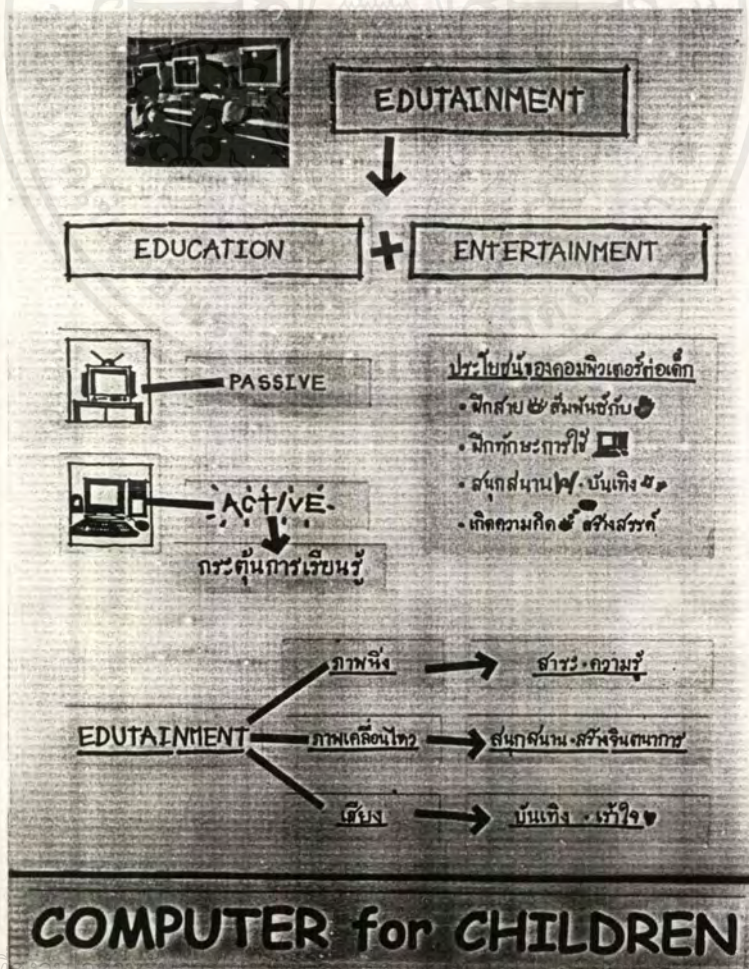 EDUTAINMENT
EDUCATION + ENTERTAINMENT
PASSIVE
ACTIVE
กระตุ้นการเรียนรู้
ประโยชน์ของคอมพิวเตอร์ต่อเด็ก
• ฝึกสาย สัมพันธ์กับ
• ฝึกทักษะการใช้
• สนุกสนาน บันเทิง
• เกิดความคิด สร้างสรรค์
EDUTAINMENT
ภาพนิ่ง สาระ • ความรู้
ภาพเคลื่อนไหว สนุกสนาน • สร้างจินตนาการ
เสียง บันเทิง • เร้าใจ
COMPUTER for CHILDREN